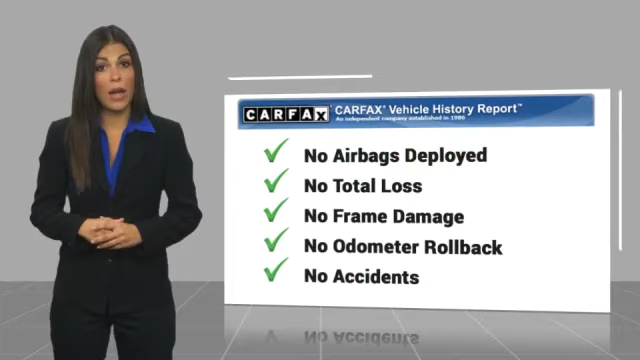 CARFAX CARFAX Vehicle History Report™
An independent company established in 1986
No Airbags Deployed
No Total Loss
No Frame Damage
No Odometer Rollback
No Accidents